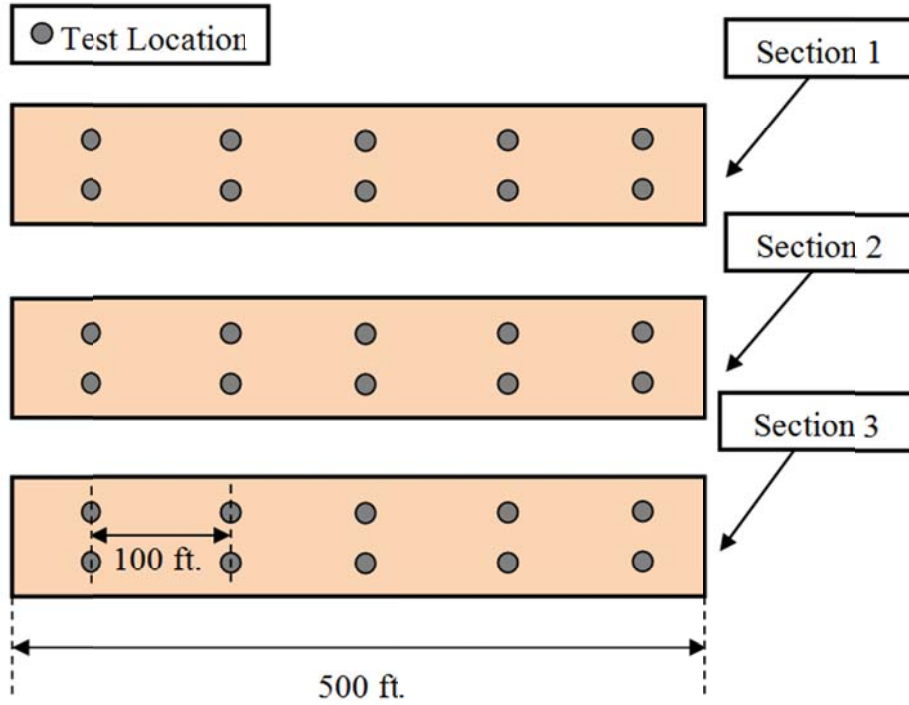 Test Location
Section 1
Section 2
Section 3
100 ft.
500 ft.